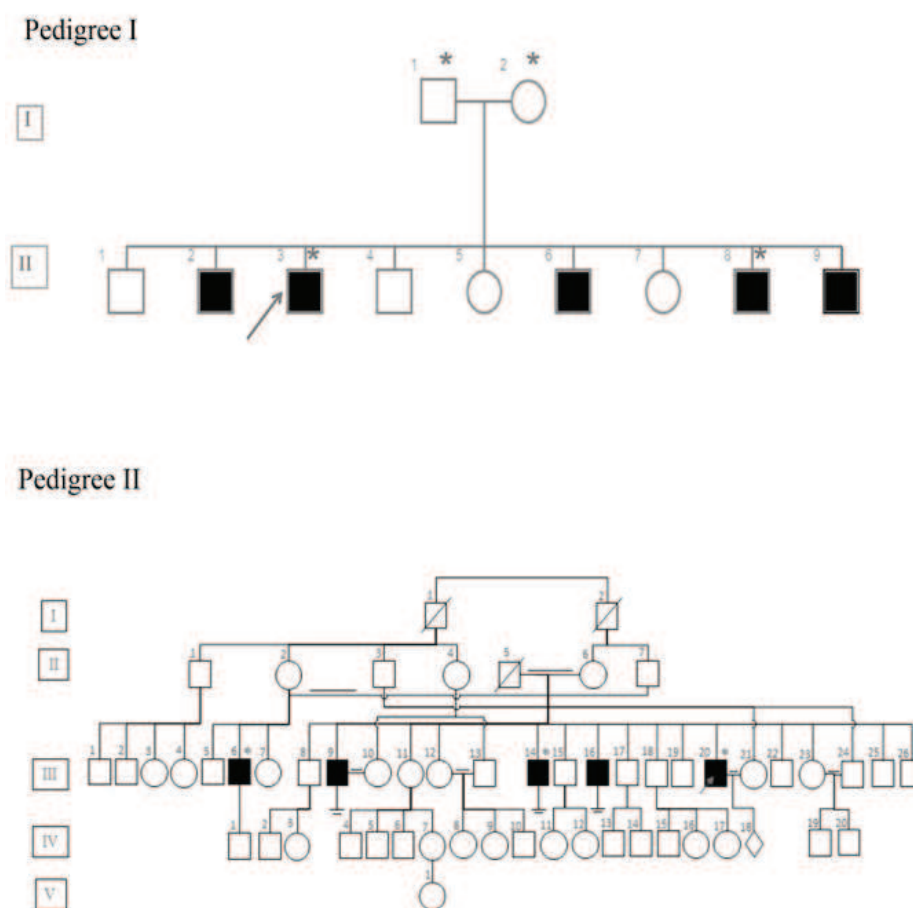 Pedigree I
1 * 2 *
I
1 2 3 * 4 5 6 7 8 * 9
II
Pedigree II
1 2
I
1 2 3 4 5 6 7
II
1 2 3 4 5 6 * 7 8 9 10 11 12 13 14 * 15 16 17 18 19 20 * 21 22 23 24 25 26
III
1 2 3 4 5 6 7 8 9 10 11 12 13 14 15 16 17 18 19 20
IV
1
V